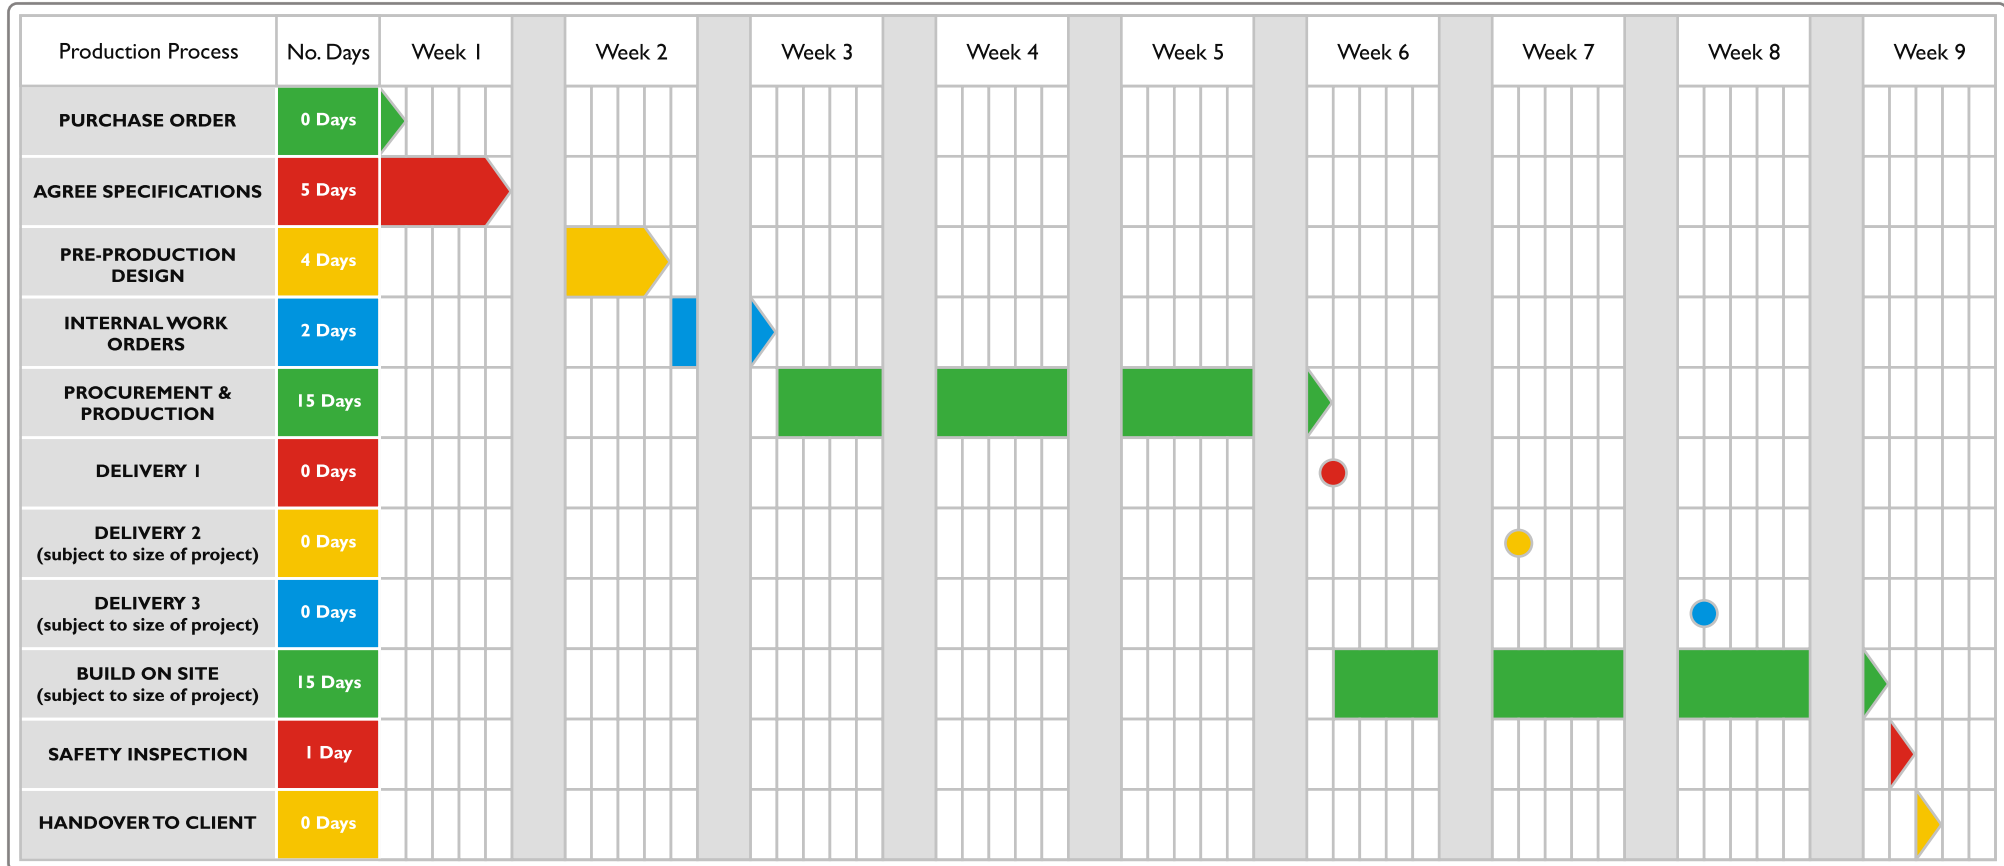 Production Process No. Days Week 1 Week 2 Week 3 Week 4 Week 5 Week 6 Week 7 Week 8 Week 9
PURCHASE ORDER 0 Days
AGREE SPECIFICATIONS 5 Days
PRE-PRODUCTION
DESIGN
4 Days
INTERNAL WORK
ORDERS
2 Days
PROCUREMENT &
PRODUCTION
15 Days
DELIVERY 1 0 Days
DELIVERY 2
(subject to size of project)
0 Days
DELIVERY 3
(subject to size of project)
0 Days
BUILD ON SITE
(subject to size of project)
15 Days
SAFETY INSPECTION 1 Day
HANDOVER TO CLIENT 0 Days